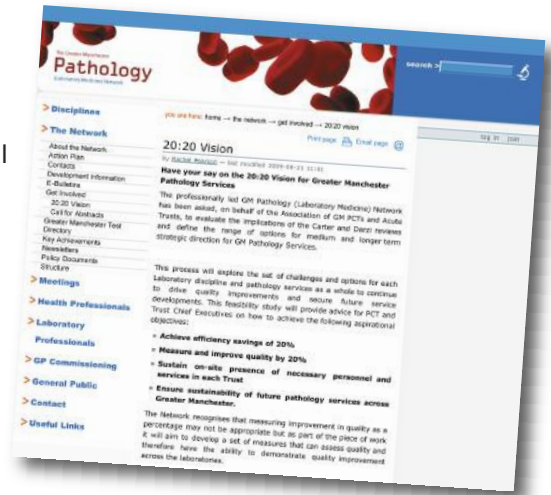 l
The Greater Manchester
Pathology
(Laboratory Medicine) Network
search >
log in join
you are here: home → the network → get involved → 20:20 vision
Print page Email page
> Disciplines
> The Network
About the Network
Action Plan
Contacts
Development Information
E-Bulletins
Get Involved
20:20 Vision
Call for Abstracts
Greater Manchester Test
Directory
Key Achievements
Newsletters
Policy Documents
Structure
> Meetings
> Health Professionals
> Laboratory
Professionals
> GP Commissioning
> General Public
> Contact
> Useful Links
20:20 Vision
by Rachel — last modified 2009-04-21
Have your say on the 20:20 Vision for Greater Manchester
Pathology Services
The professionally led GM Pathology (Laboratory Medicine) Network
has been asked, on behalf of the Association of GM PCTs and Acute
Trusts, to evaluate the implications of the Carter and Darzi reviews
and define the range of options for medium and longer term
strategic direction for GM Pathology Services.
This process will explore the set of challenges and options for each
Laboratory discipline and pathology services as a whole to continue
to drive quality improvements and secure future service
developments. This feasibility study will provide advice for PCT and
Trust Chief Executives on how to achieve the following aspirational
objectives:
Achieve efficiency savings of 20%
Measure and improve quality by 20%
Sustain on-site presence of necessary personnel and
services in each Trust
Ensure sustainability of future pathology services across
Greater Manchester.
The Network recognises that measuring improvement in quality as a
percentage may not be appropriate but as part of the piece of work
it will aim to develop a set of measures that can assess quality and
therefore have the ability to demonstrate quality improvement
across the laboratories.